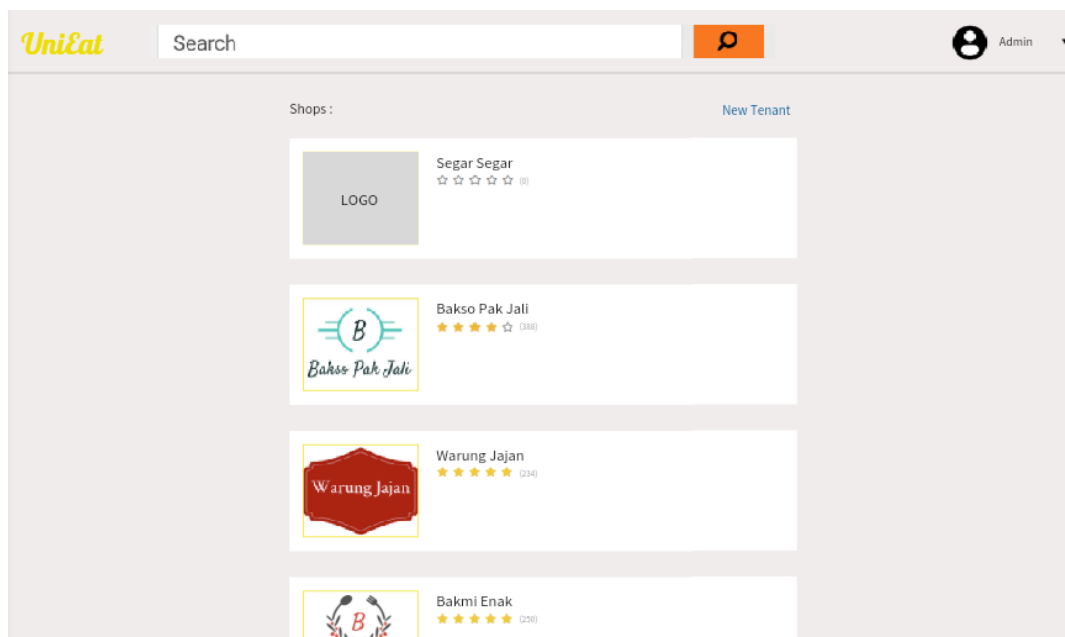 UniEat
Search
Admin
Shops :
New Tenant
LOGO
Segar Segar
(0)
B
Bakso Pak Jali
Bakso Pak Jali
(388)
Warung Jajan
Warung Jajan
(234)
B
Bakmi Enak
(250)